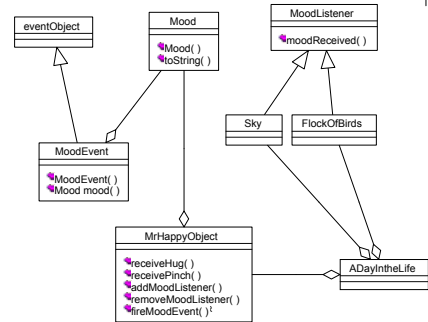 eventObject
Mood
Mood( )
toString( )
MoodListener
moodReceived( )
MoodEvent
MoodEvent( )
Mood mood( )
Sky
FlockOfBirds
MrHappyObject
receiveHug( )
receivePinch( )
addMoodListener( )
removeMoodListener( )
fireMoodEvent( )
ADayIntheLife